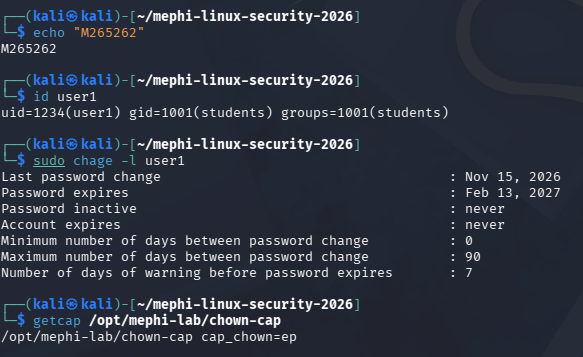 ┌──(kali㉿kali)-[~/mephi-linux-security-2026]
└─$ echo "M265262"
M265262
┌──(kali㉿kali)-[~/mephi-linux-security-2026]
└─$ id user1
uid=1234(user1) gid=1001(students) groups=1001(students)
┌──(kali㉿kali)-[~/mephi-linux-security-2026]
└─$ sudo chage -l user1
Last password change : Nov 15, 2026
Password expires : Feb 13, 2027
Password inactive : never
Account expires : never
Minimum number of days between password change : 0
Maximum number of days between password change : 90
Number of days of warning before password expires : 7
┌──(kali㉿kali)-[~/mephi-linux-security-2026]
└─$ getcap /opt/mephi-lab/chown-cap
/opt/mephi-lab/chown-cap cap_chown=ep